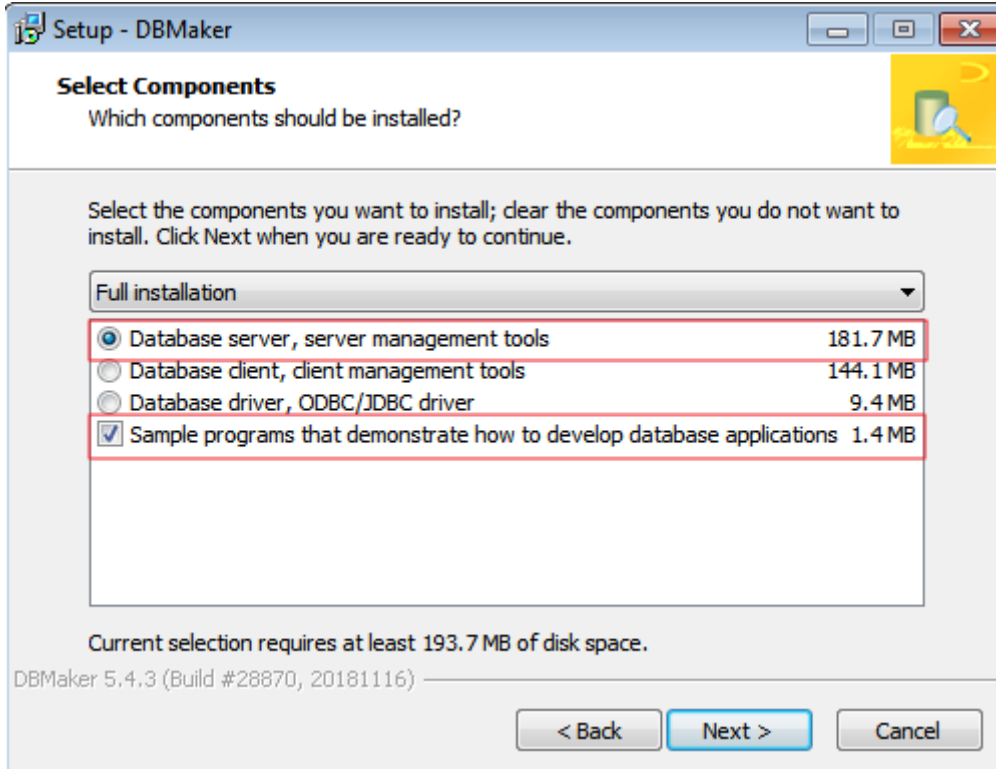 Setup - DBMaker
Select Components
Which components should be installed?
Select the components you want to install; clear the components you do not want to
install. Click Next when you are ready to continue.
Full installation
Database server, server management tools 181.7 MB
Database client, client management tools 144.1 MB
Database driver, ODBC/JDBC driver 9.4 MB
Sample programs that demonstrate how to develop database applications 1.4 MB
Current selection requires at least 193.7 MB of disk space.
DBMaker 5.4.3 (Build #28870, 20181116)
< Back Next > Cancel